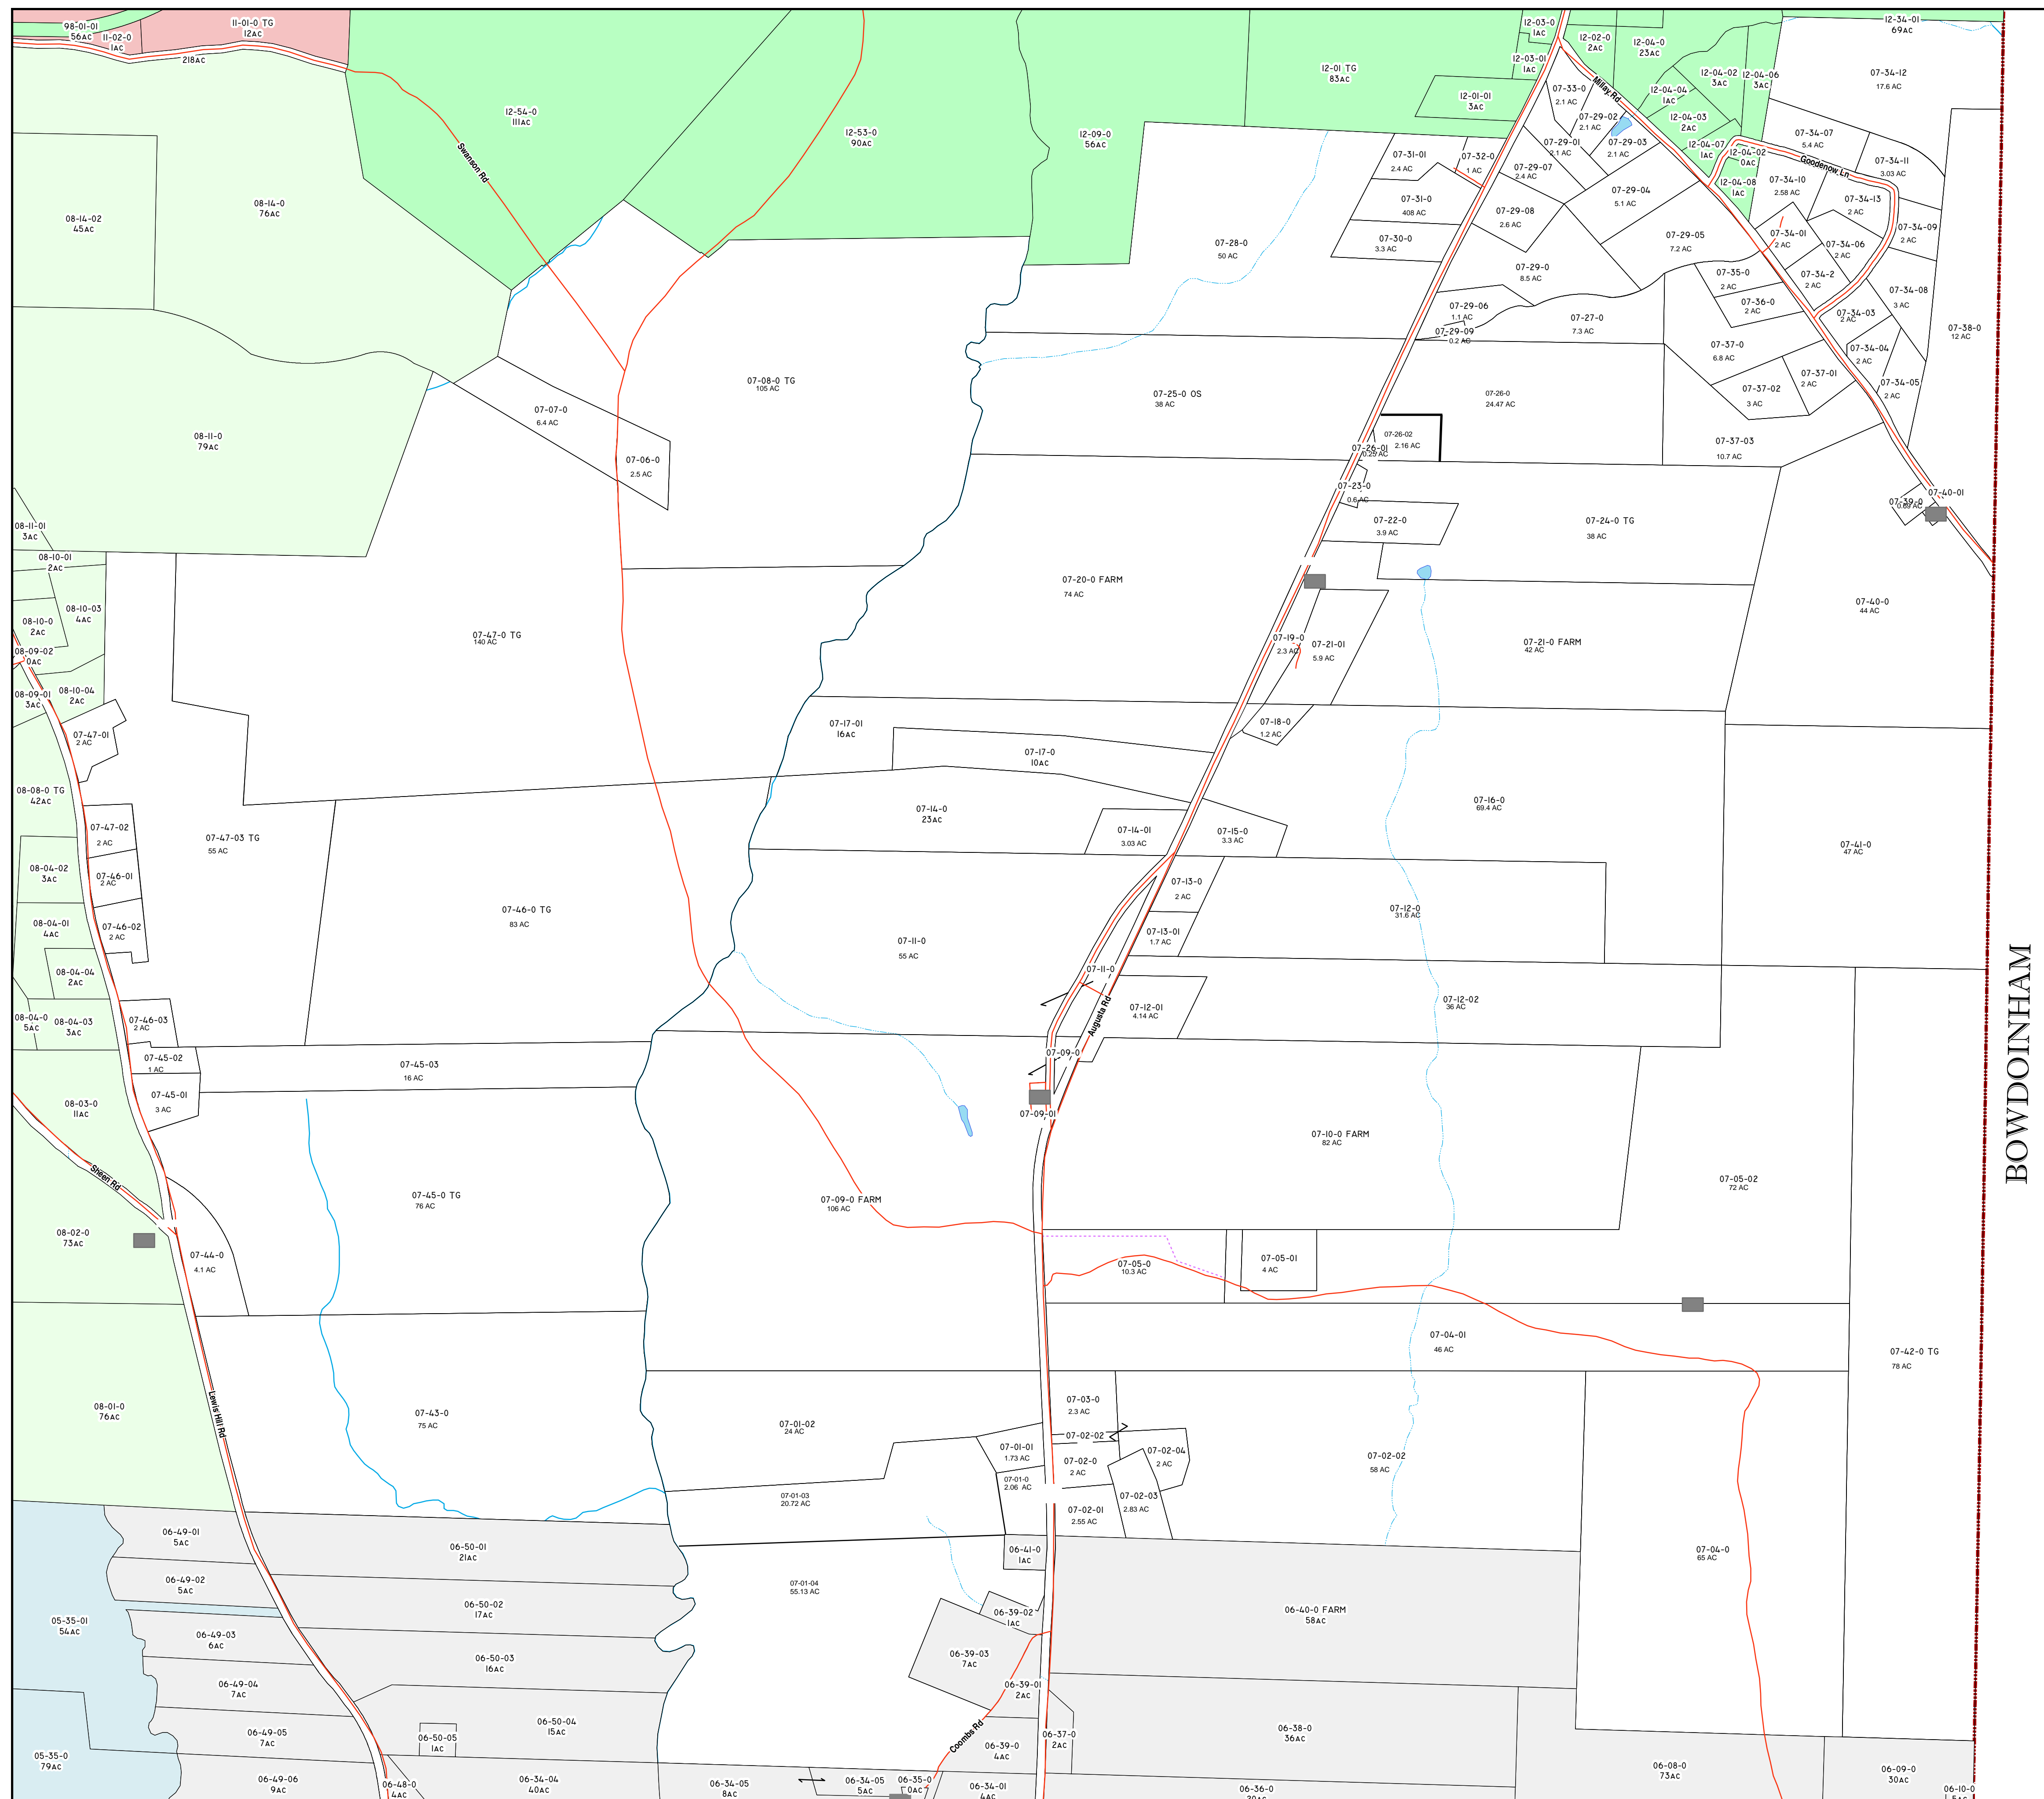 98-01-01
56AC
11-02-0
1AC
11-01-0 TG
12AC
218AC
12-54-0
111AC
12-53-0
90AC
12-09-0
56AC
12-01 TG
83AC
12-01-01
3AC
12-03-0
1AC
12-03-01
1AC
12-02-0
2AC
12-04-0
23AC
12-04-02
3AC
12-04-06
3AC
12-04-04
1AC
12-04-03
2AC
12-04-07
1AC
12-04-02
0AC
12-04-08
1AC
12-34-01
69AC
07-34-12
17.6 AC
Millay Rd
Swanson Rd
Goodenow Ln
07-33-0
2.1 AC
07-29-02
2.1 AC
07-29-01
2.1 AC
07-29-03
2.1 AC
07-29-07
2.4 AC
07-29-04
5.1 AC
07-29-08
2.6 AC
07-29-05
7.2 AC
07-29-0
8.5 AC
07-29-06
1.1 AC
07-29-09
0.2 AC
07-27-0
7.3 AC
07-31-01
2.4 AC
07-32-0
1 AC
07-31-0
408 AC
07-30-0
3.3 AC
07-28-0
50 AC
07-34-07
5.4 AC
07-34-11
3.03 AC
07-34-10
2.58 AC
07-34-13
2 AC
07-34-09
2 AC
07-34-01
2 AC
07-34-06
2 AC
07-34-2
2 AC
07-34-08
3 AC
07-34-03
2 AC
07-34-04
2 AC
07-34-05
2 AC
07-35-0
2 AC
07-36-0
2 AC
07-37-0
6.8 AC
07-37-01
2 AC
07-37-02
3 AC
07-37-03
10.7 AC
07-38-0
12 AC
08-14-02
45AC
08-14-0
76AC
08-11-0
79AC
07-07-0
6.4 AC
07-06-0
2.5 AC
07-08-0 TG
105 AC
07-25-0 OS
38 AC
07-26-0
24.47 AC
07-26-02
2.16 AC
07-26-01
0.25 AC
07-23-0
0.6 AC
07-22-0
3.9 AC
07-24-0 TG
38 AC
07-39-0
0.69 AC
07-40-01
07-40-0
44 AC
08-11-01
3AC
08-10-01
2AC
08-10-03
4AC
08-10-0
2AC
08-09-02
0AC
08-09-01
3AC
08-10-04
2AC
07-47-0 TG
140 AC
07-20-0 FARM
74 AC
07-19-0
2.3 AC
07-21-01
5.9 AC
07-21-0 FARM
42 AC
07-18-0
1.2 AC
07-47-01
2 AC
07-17-01
16AC
07-17-0
10AC
08-08-0 TG
42AC
07-47-02
2 AC
07-47-03 TG
55 AC
07-14-0
23AC
07-14-01
3.03 AC
07-15-0
3.3 AC
07-16-0
69.4 AC
07-41-0
47 AC
08-04-02
3AC
07-46-01
2 AC
07-46-0 TG
83 AC
07-46-02
2 AC
08-04-01
4AC
08-04-04
2AC
07-13-0
2 AC
07-13-01
1.7 AC
07-12-0
31.6 AC
07-11-0
55 AC
07-11-0
07-12-01
4.14 AC
07-12-02
36 AC
Augusta Rd
08-04-0
5AC
08-04-03
3AC
07-46-03
2 AC
07-45-02
1 AC
07-45-03
16 AC
07-45-01
3 AC
08-03-0
11AC
07-09-0
07-09-01
07-10-0 FARM
82 AC
BOWDOINHAM
Sheen Rd
07-45-0 TG
76 AC
07-09-0 FARM
106 AC
07-05-02
72 AC
08-02-0
73AC
07-44-0
4.1 AC
07-05-0
10.3 AC
07-05-01
4 AC
07-04-01
46 AC
07-42-0 TG
78 AC
Lewis Hill Rd
08-01-0
76AC
07-43-0
75 AC
07-01-02
24 AC
07-03-0
2.3 AC
07-02-02
07-01-01
1.73 AC
07-02-0
2 AC
07-02-04
2 AC
07-02-02
58 AC
07-01-0
2.06 AC
07-01-03
20.72 AC
07-02-01
2.55 AC
07-02-03
2.83 AC
06-49-01
5AC
06-50-01
21AC
06-41-0
1AC
07-04-0
65 AC
06-49-02
5AC
07-01-04
55.13 AC
06-50-02
17AC
06-39-02
1AC
06-40-0 FARM
58AC
05-35-01
54AC
06-49-03
6AC
06-50-03
16AC
06-39-03
7AC
06-49-04
7AC
06-39-01
2AC
06-49-05
7AC
06-50-05
1AC
06-50-04
15AC
Coombs Rd
06-39-0
4AC
06-37-0
2AC
06-38-0
36AC
05-35-0
79AC
06-49-06
9AC
06-48-0
4AC
06-34-04
40AC
06-34-05
8AC
06-34-05
5AC
06-35-0
0AC
06-34-01
4AC
06-36-0
06-08-0
73AC
06-09-0
30AC
06-10-0